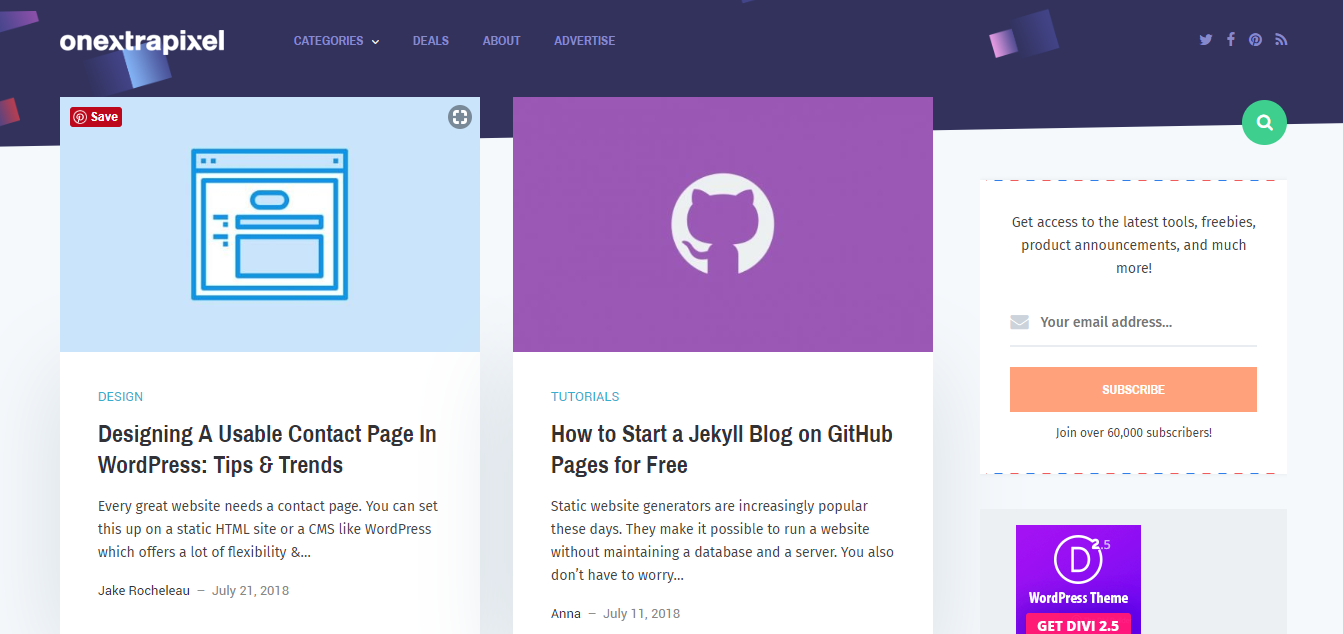 onextrapixel
CATEGORIES
DEALS
ABOUT
ADVERTISE
Save
DESIGN
Designing A Usable Contact Page In
WordPress: Tips & Trends
Every great website needs a contact page. You can set
this up on a static HTML site or a CMS like WordPress
which offers a lot of flexibility &...
Jake Rocheleau – July 21, 2018
TUTORIALS
How to Start a Jekyll Blog on GitHub
Pages for Free
Static website generators are increasingly popular
these days. They make it possible to run a website
without maintaining a database and a server. You also
don’t have to worry...
Anna – July 11, 2018
Get access to the latest tools, freebies,
product announcements, and much
more!
Your email address...
SUBSCRIBE
Join over 60,000 subscribers!
D 2.5
WordPress Theme
GET DIVI 2.5